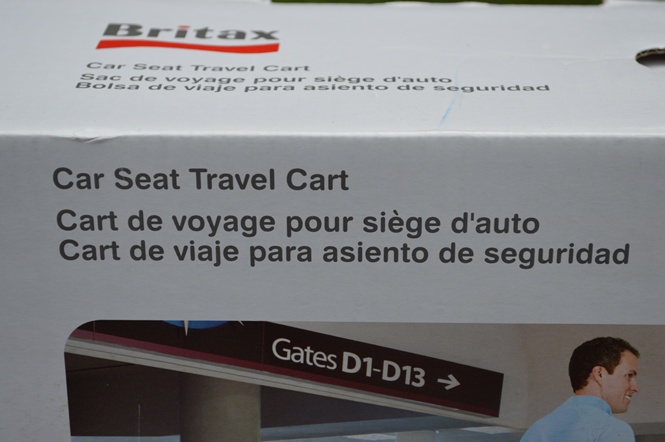 Britax
Car Seat Travel Cart
Sac de voyage pour siège d'auto
Bolsa de viaje para asiento de seguridad
Car Seat Travel Cart
Cart de voyage pour siège d'auto
Cart de viaje para asiento de seguridad
Gates D1-D13 →